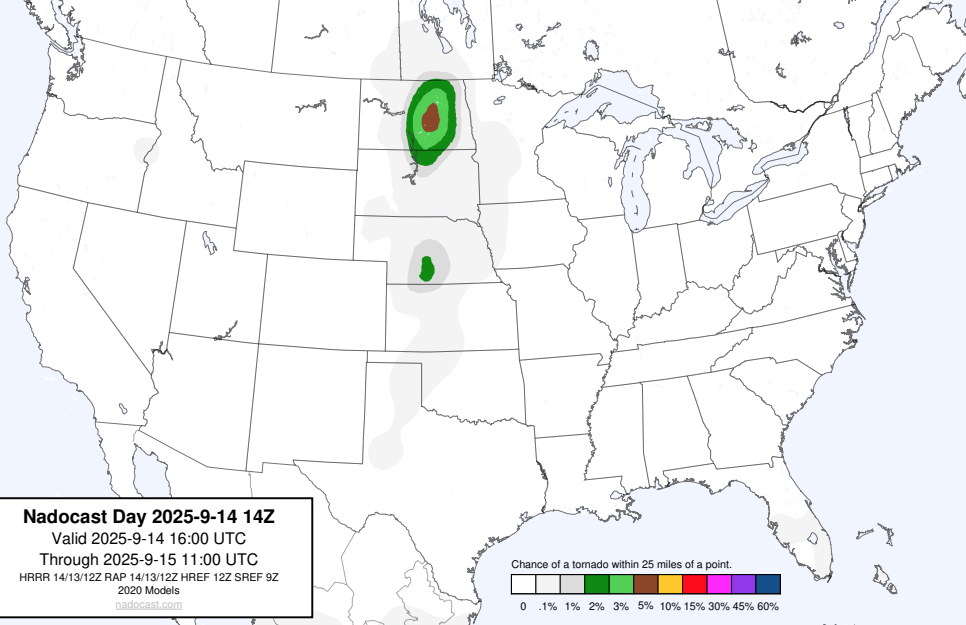 Nadocast Day 2025-9-14 14Z
Valid 2025-9-14 16:00 UTC
Through 2025-9-15 11:00 UTC
HRRR 14/13/12Z RAP 14/13/12Z HREF 12Z SREF 9Z
2020 Models
nadocast.com
Chance of a tornado within 25 miles of a point.
0 .1% 1% 2% 3% 5% 10% 15% 30% 45% 60%